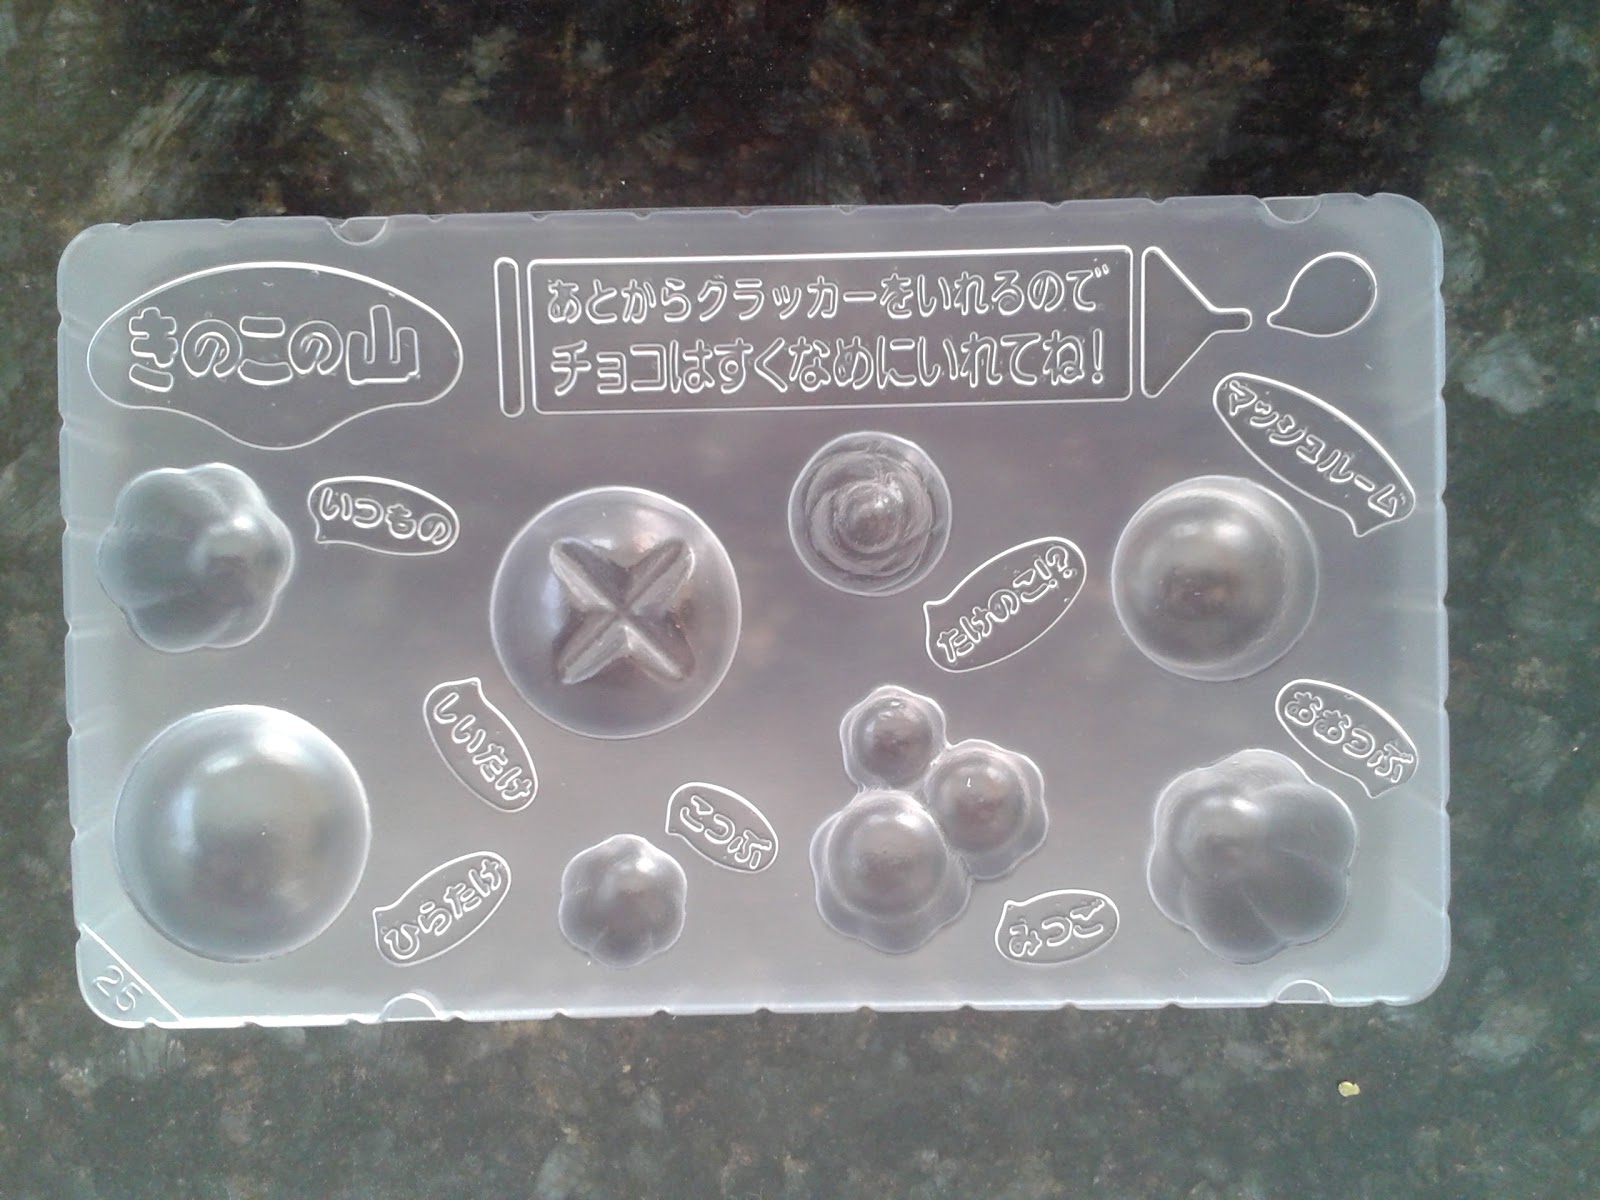 きのこの山
あとからクラッカーをいれるので
チョコはすくなめにいれてね!
マッシュルーム
いつもの
たけのこ!?
しいたけ
おおつぶ
こつぶ
ひらたけ
みつご
25